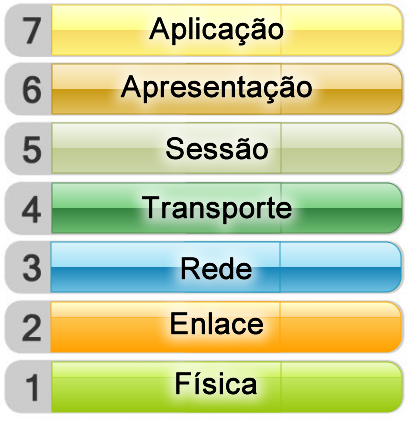 7 Aplicação
6 Apresentação
5 Sessão
4 Transporte
3 Rede
2 Enlace
1 Física